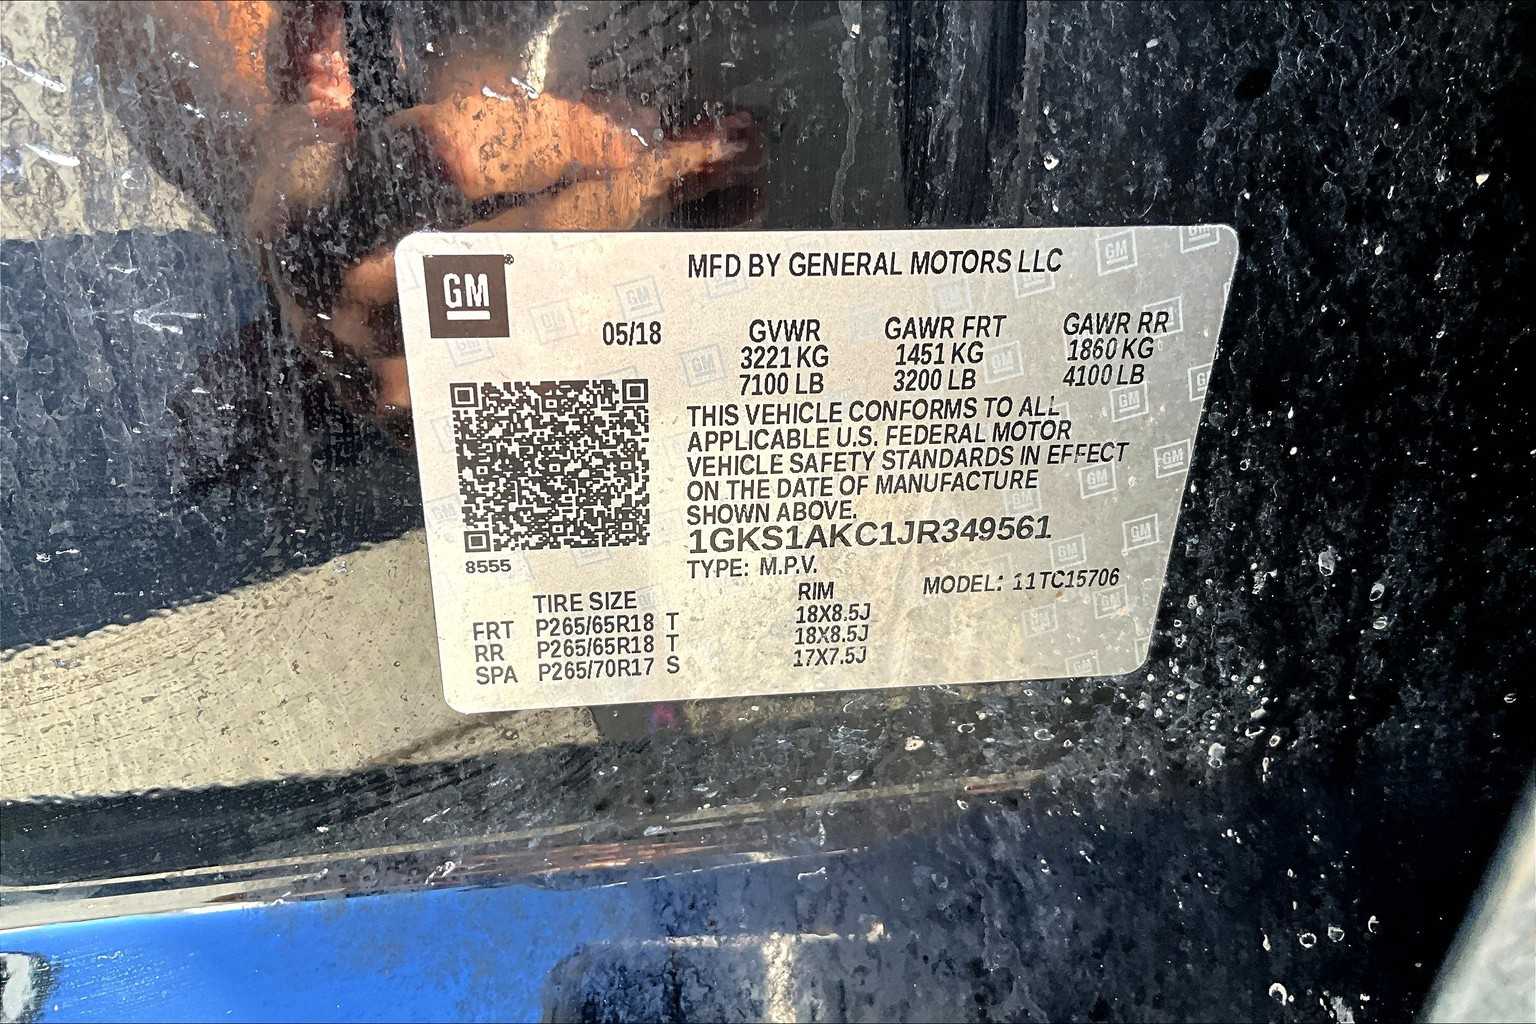 GM
MFD BY GENERAL MOTORS LLC
05/18
GVWR GAWR FRT GAWR RR
3221 KG 1451 KG 1860 KG
7100 LB 3200 LB 4100 LB
THIS VEHICLE CONFORMS TO ALL
APPLICABLE U.S. FEDERAL MOTOR
VEHICLE SAFETY STANDARDS IN EFFECT
ON THE DATE OF MANUFACTURE
SHOWN ABOVE.
1GKS1AKC1JR349561
8555
TYPE: M.P.V. MODEL: 11TC15706
TIRE SIZE RIM
FRT P265/65R18 T 18X8.5J
RR P265/65R18 T 18X8.5J
SPA P265/70R17 S 17X7.5J